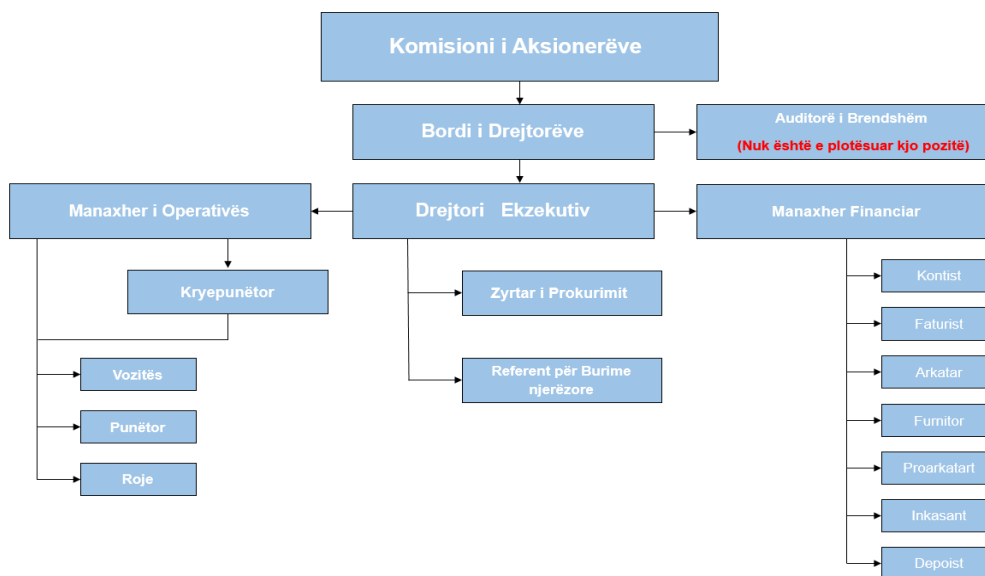 Komisioni i Aksionerëve
Bordi i Drejtorëve
Auditorë i Brendshëm
(Nuk është e plotësuar kjo pozitë)
Manaxher i Operativës
Drejtori Ekzekutiv
Manaxher Financiar
Kryepunëtor
Zyrtar i Prokurimit
Kontist
Faturist
Vozitës
Referent për Burime
njerëzore
Arkatar
Punëtor
Furnitor
Roje
Proarkatart
Inkasant
Depoist